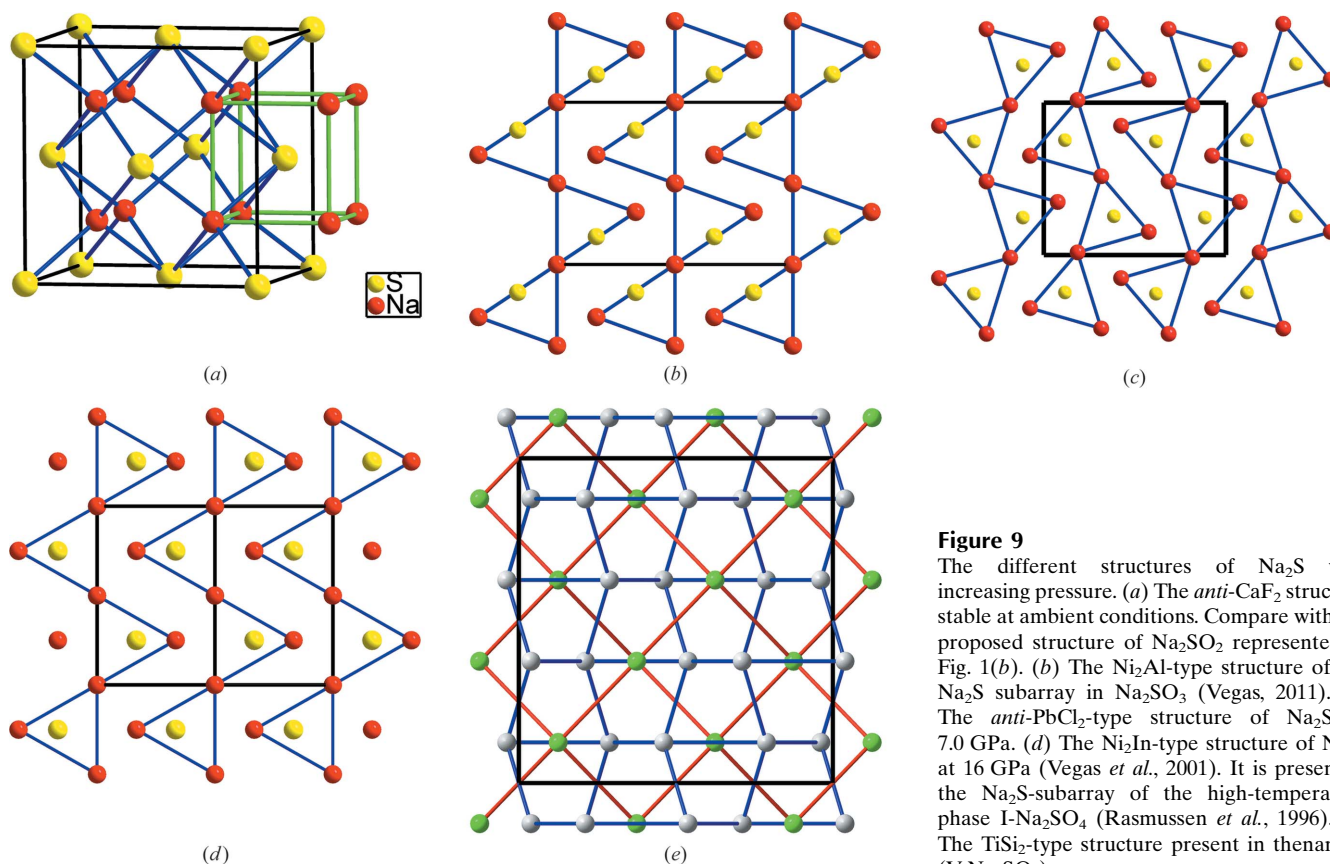 S
Na
(a)
(b)
(c)
(d)
(e)
Figure 9
The different structures of Na₂S
increasing pressure. (a) The anti-CaF₂ struc
stable at ambient conditions. Compare with
proposed structure of Na₂SO₂ represente
Fig. 1(b). (b) The Ni₂Al-type structure of
Na₂S subarray in Na₂SO₃ (Vegas, 2011).
The anti-PbCl₂-type structure of Na₂S
7.0 GPa. (d) The Ni₂In-type structure of N
at 16 GPa (Vegas et al., 2001). It is presen
the Na₂S-subarray of the high-tempera
phase I-Na₂SO₄ (Rasmussen et al., 1996)
The TiSi₂-type structure present in thenar